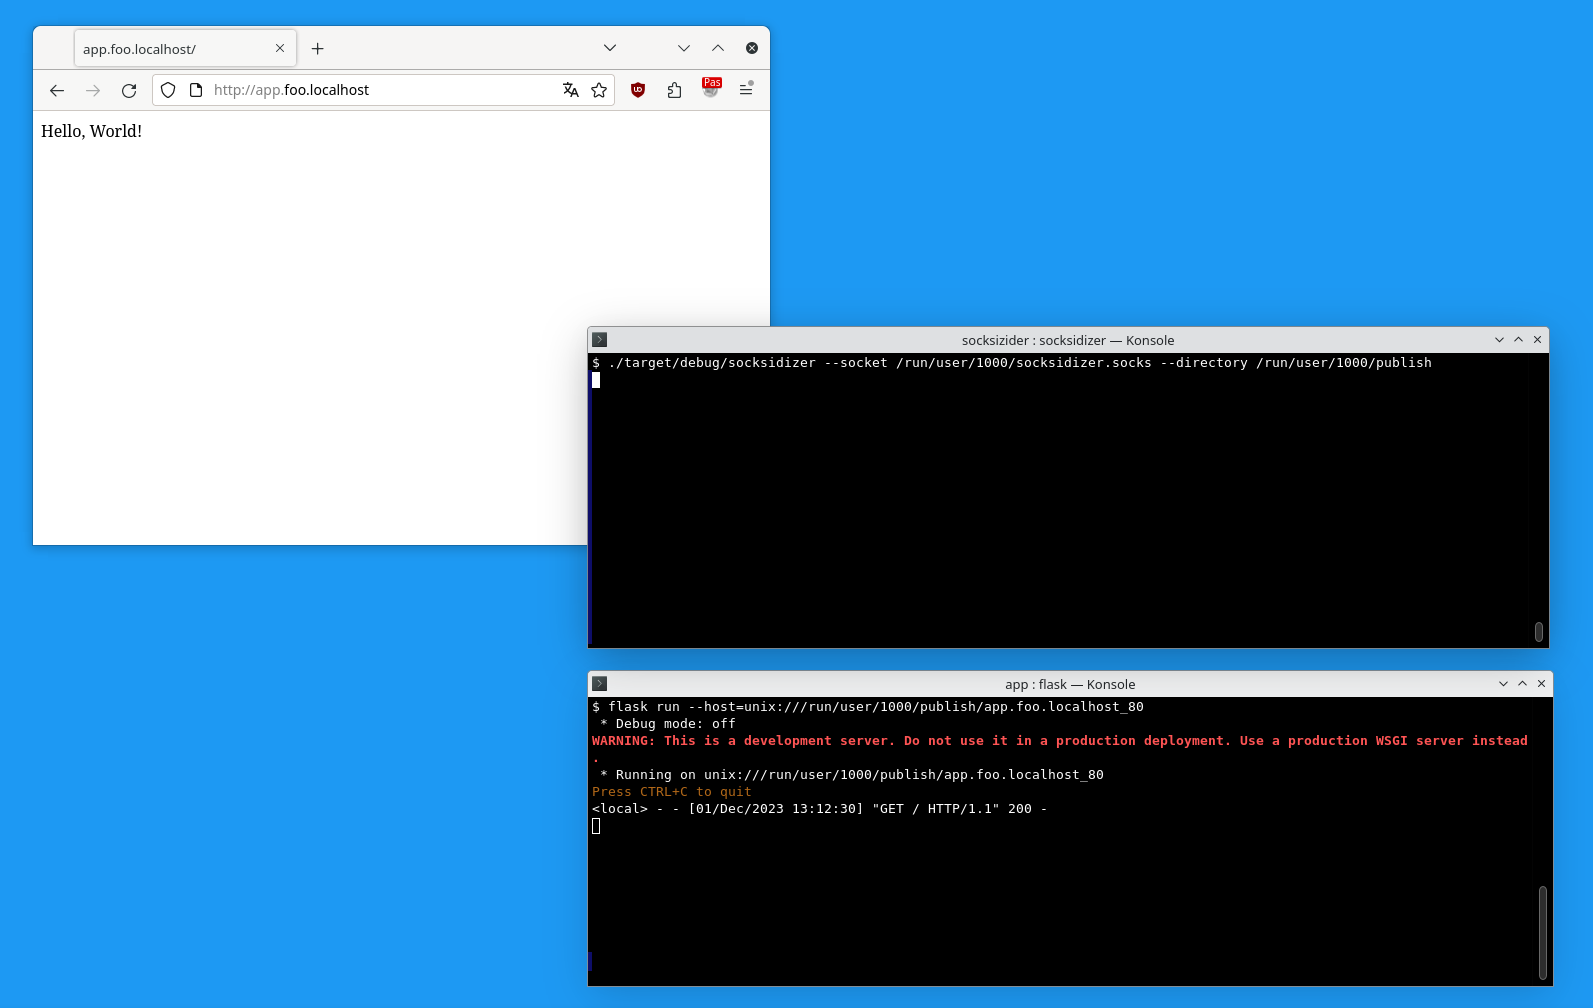 app.foo.localhost/
http://app.foo.localhost
Pas
Hello, World!
socksizider : socksidizer — Konsole
$ ./target/debug/socksidizer --socket /run/user/1000/socksidizer.socks --directory /run/user/1000/publish
app : flask — Konsole
$ flask run --host=unix:///run/user/1000/publish/app.foo.localhost_80
 * Debug mode: off
WARNING: This is a development server. Do not use it in a production deployment. Use a production WSGI server instead
.
 * Running on unix:///run/user/1000/publish/app.foo.localhost_80
Press CTRL+C to quit
<local> - - [01/Dec/2023 13:12:30] "GET / HTTP/1.1" 200 -